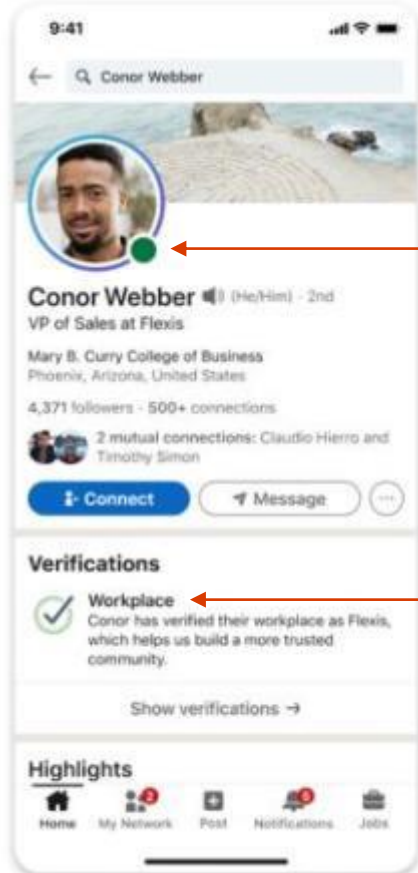 9:41
Conor Webber
Conor Webber (He/Him) · 2nd
VP of Sales at Flexis
Mary B. Curry College of Business
Phoenix, Arizona, United States
4,371 followers · 500+ connections
2 mutual connections: Claudio Hierro and
Timothy Simon
Connect
Message
Verifications
Workplace
Conor has verified their workplace as Flexis,
which helps us build a more trusted
community.
Show verifications →
Highlights
2
5
Home My Network Post Notifications Jobs